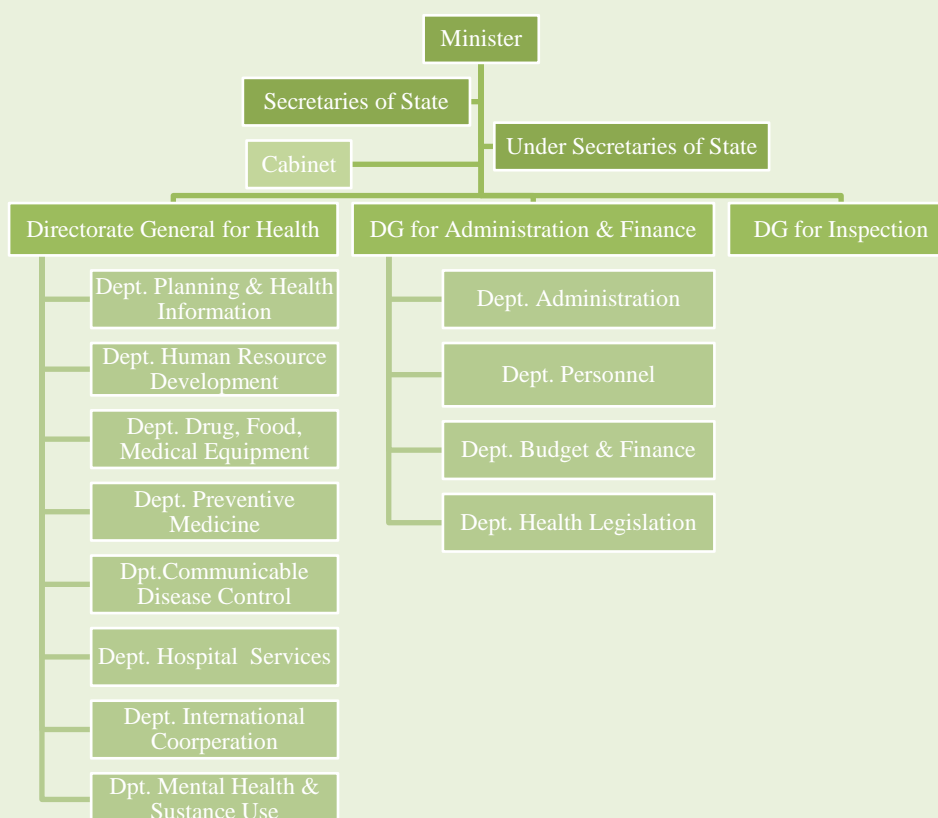 Minister
Secretaries of State
Under Secretaries of State
Cabinet
Directorate General for Health
DG for Administration & Finance
DG for Inspection
Dept. Planning & Health
Information
Dept. Human Resource
Development
Dept. Drug, Food,
Medical Equipment
Dept. Preventive
Medicine
Dpt.Communicable
Disease Control
Dept. Hospital Services
Dept. International
Coorperation
Dpt. Mental Health &
Sustance Use
Dept. Administration
Dept. Personnel
Dept. Budget & Finance
Dept. Health Legislation